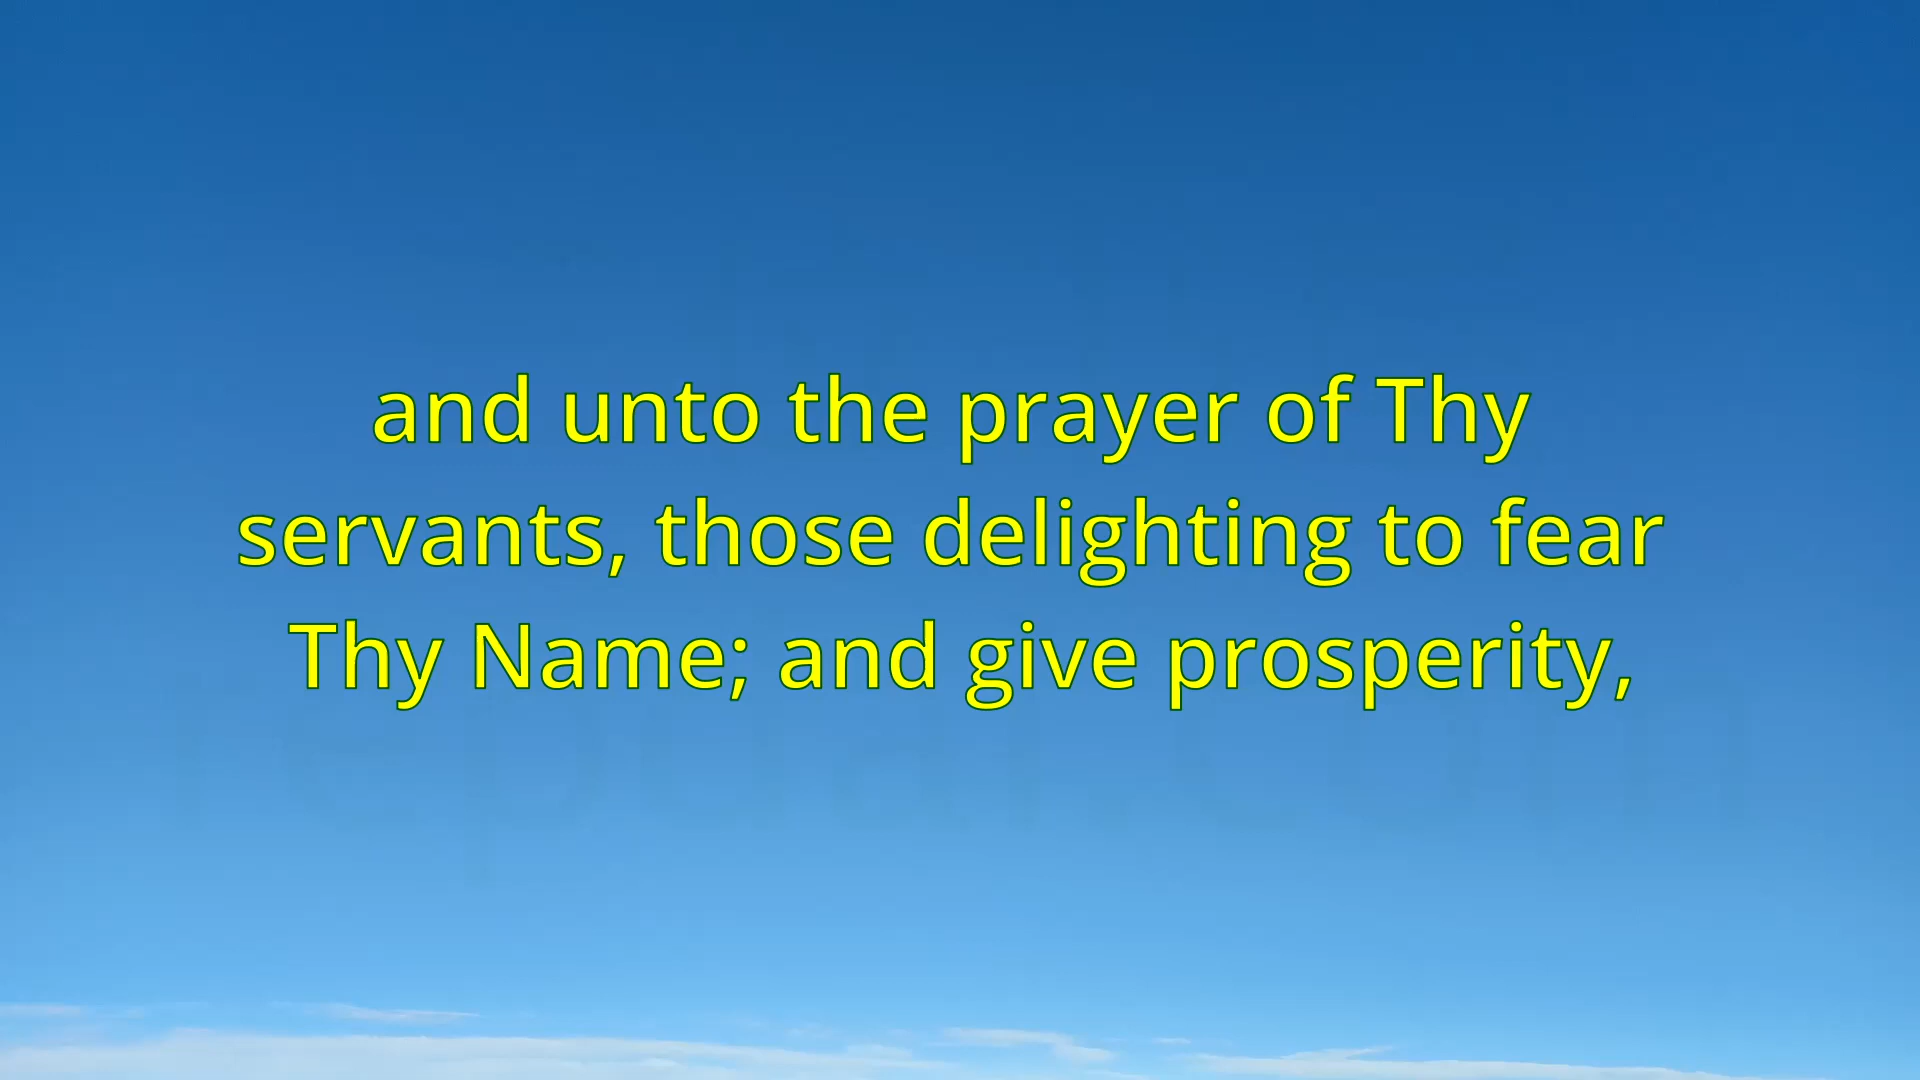 and unto the prayer of Thy
servants, those delighting to fear
Thy Name; and give prosperity,